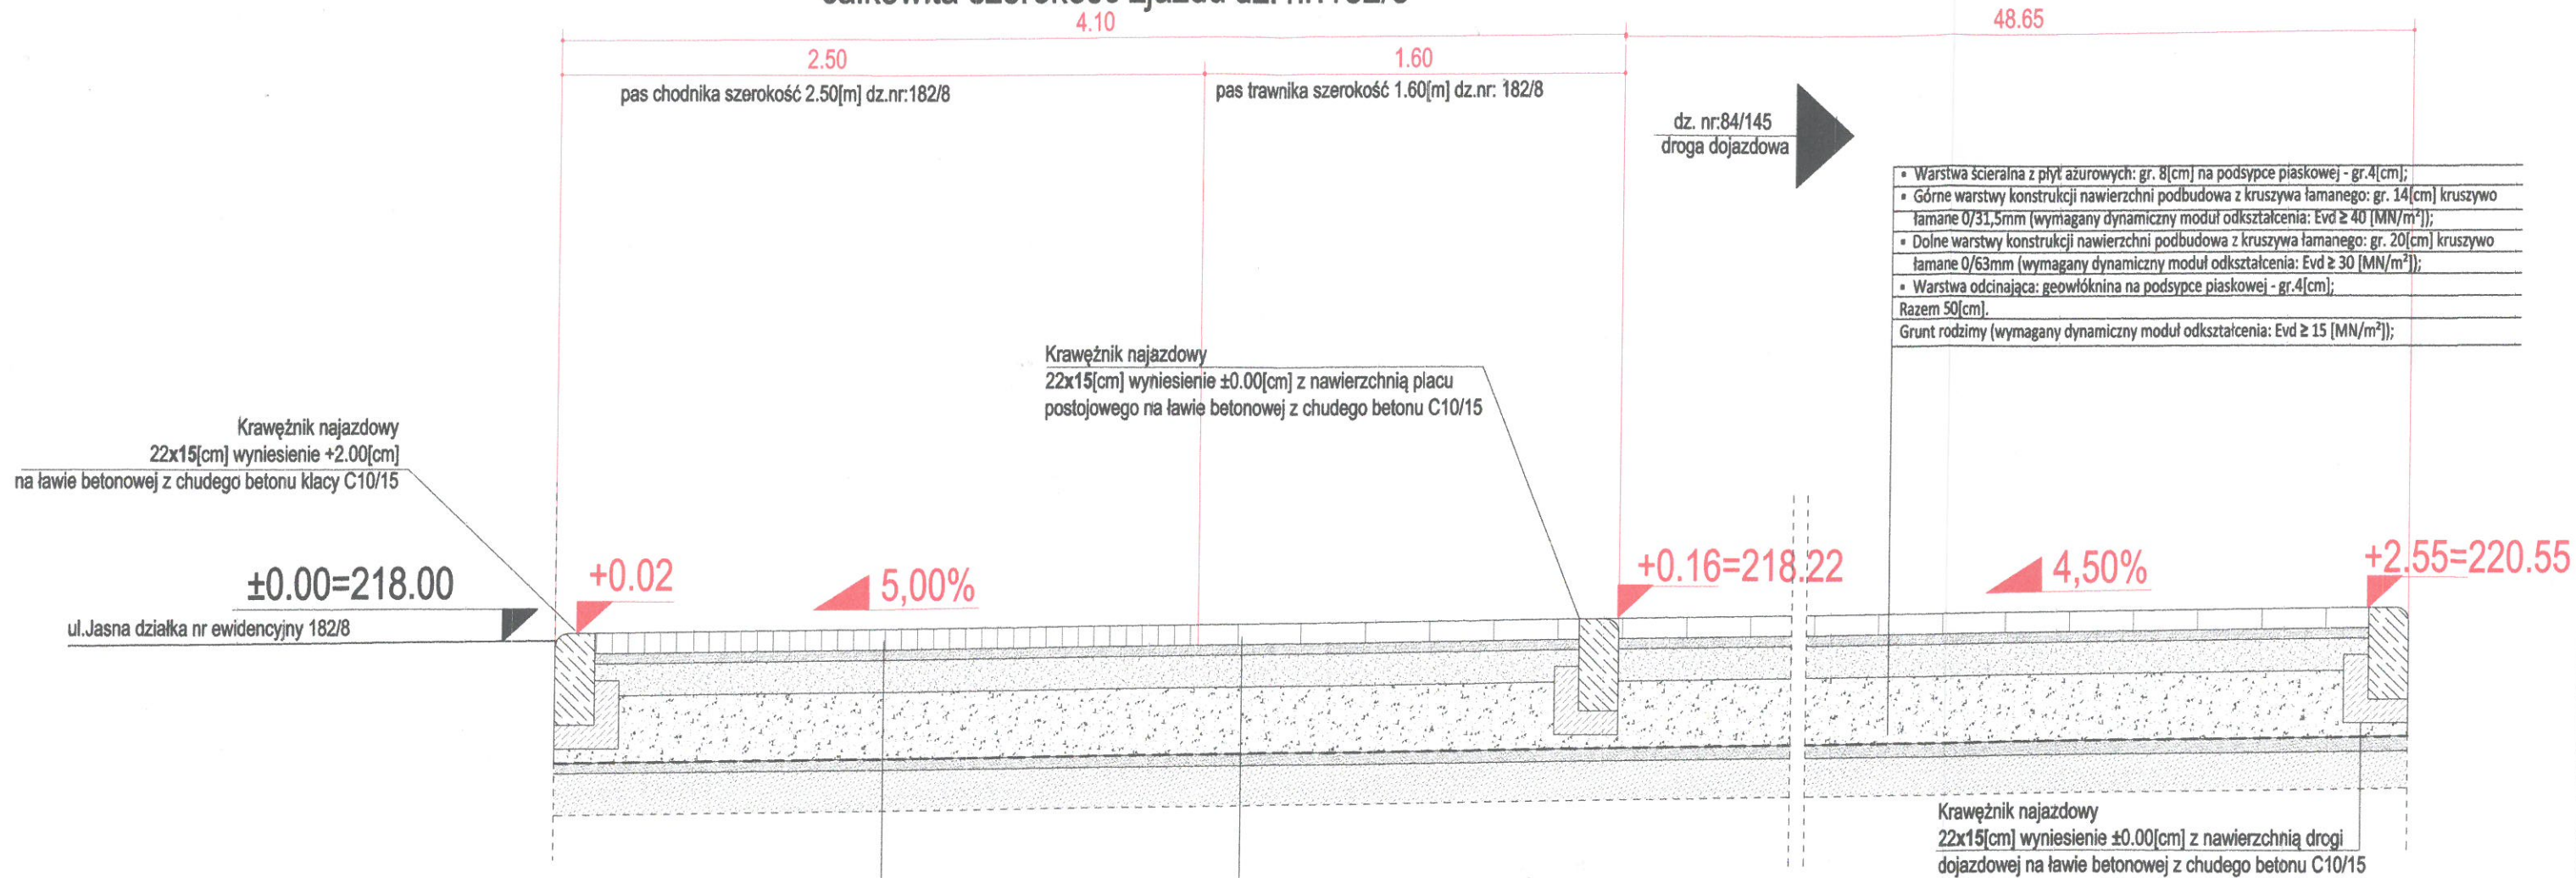 4.10
48.65
2.50
1.60
pas chodnika szerokość 2.50[m] dz.nr:182/8
pas trawnika szerokość 1.60[m] dz.nr: 182/8
dz. nr:84/145
droga dojazdowa
▪ Warstwa ścieralna z płyt ażurowych: gr. 8[cm] na podsypce piaskowej - gr.4[cm];
▪ Górne warstwy konstrukcji nawierzchni podbudowa z kruszywa łamanego: gr. 14[cm] kruszywo
łamane 0/31,5mm (wymagany dynamiczny moduł odkształcenia: Evd ≥ 40 [MN/m²]);
▪ Dolne warstwy konstrukcji nawierzchni podbudowa z kruszywa łamanego: gr. 20[cm] kruszywo
łamane 0/63mm (wymagany dynamiczny moduł odkształcenia: Evd ≥ 30 [MN/m²]);
▪ Warstwa odcinająca: geowłóknina na podsypce piaskowej - gr.4[cm];
Razem 50[cm].
Grunt rodzimy (wymagany dynamiczny moduł odkształcenia: Evd ≥ 15 [MN/m²]);
Krawężnik najazdowy
22x15[cm] wyniesienie ±0.00[cm] z nawierzchnią placu
postojowego na ławie betonowej z chudego betonu C10/15
Krawężnik najazdowy
22x15[cm] wyniesienie +2.00[cm]
na ławie betonowej z chudego betonu klacy C10/15
±0.00=218.00
+0.02
5,00%
+0.16=218.22
4,50%
+2.55=220.55
ul.Jasna działka nr ewidencyjny 182/8
Krawężnik najazdowy
22x15[cm] wyniesienie ±0.00[cm] z nawierzchnią drogi
dojazdowej na ławie betonowej z chudego betonu C10/15